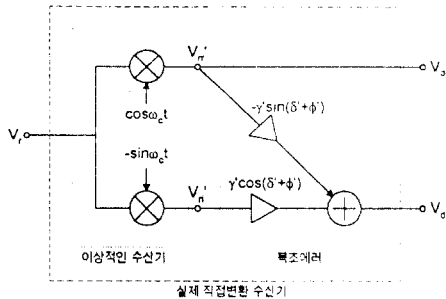 V_rr'
V_a
cosω_ct
-γ'sin(δ'+φ')
V_r
-sinω_ct
γ'cos(δ'+φ')
V_ri'
V_d
이상적인 수신기
복조에러
실제 직접변환 수신기